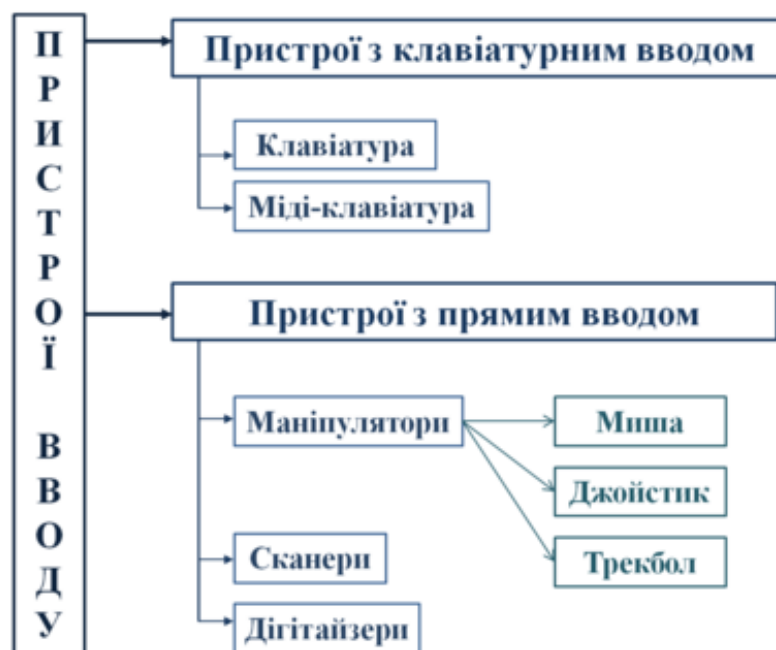 ПРИСТРОЇ ВВОДУ
Пристрої з клавіатурним вводом
Клавіатура
Міді-клавіатура
Пристрої з прямим вводом
Маніпулятори
Миша
Джойстик
Трекбол
Сканери
Дігітайзери